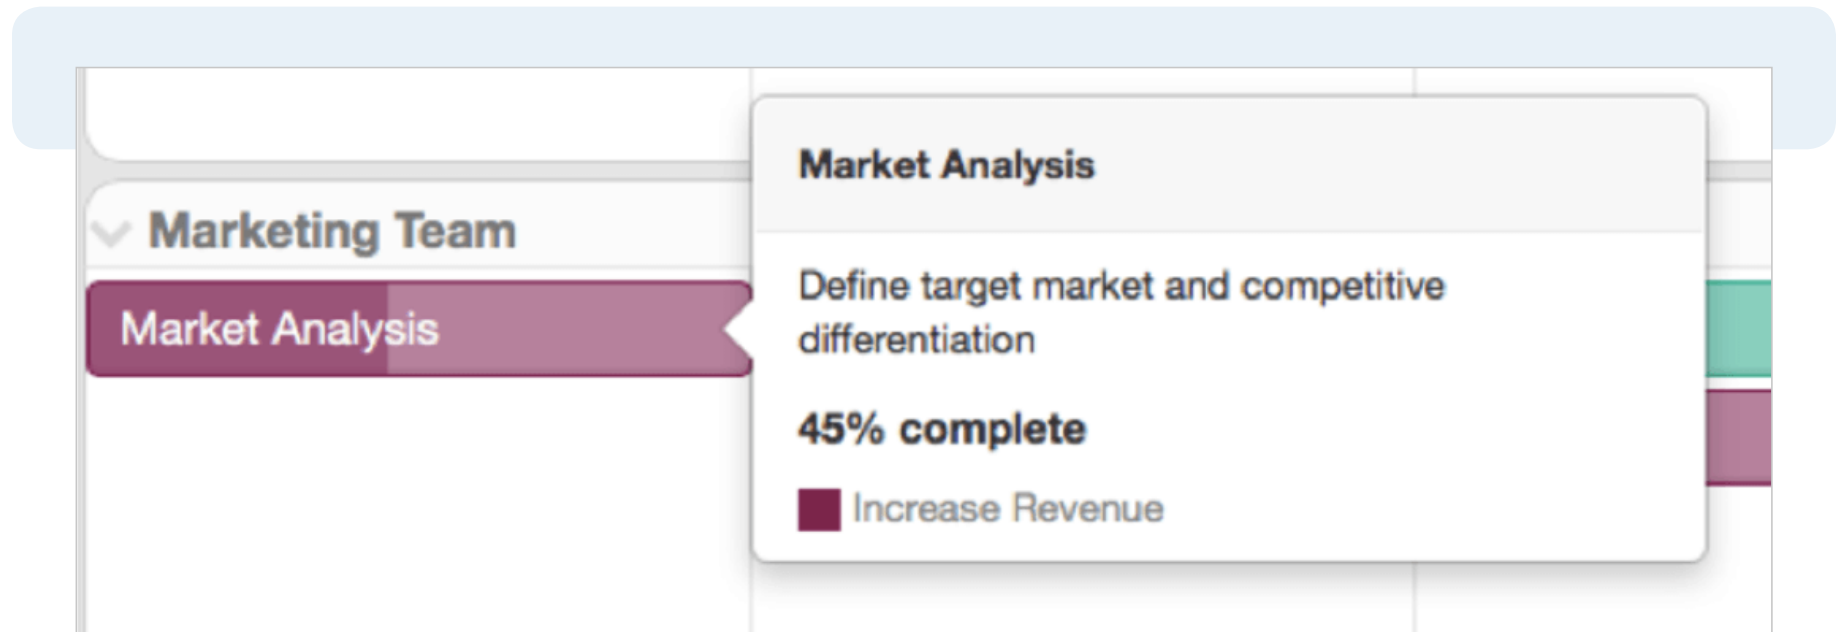 Market Analysis
Marketing Team
Market Analysis
Define target market and competitive
differentiation
45% complete
Increase Revenue